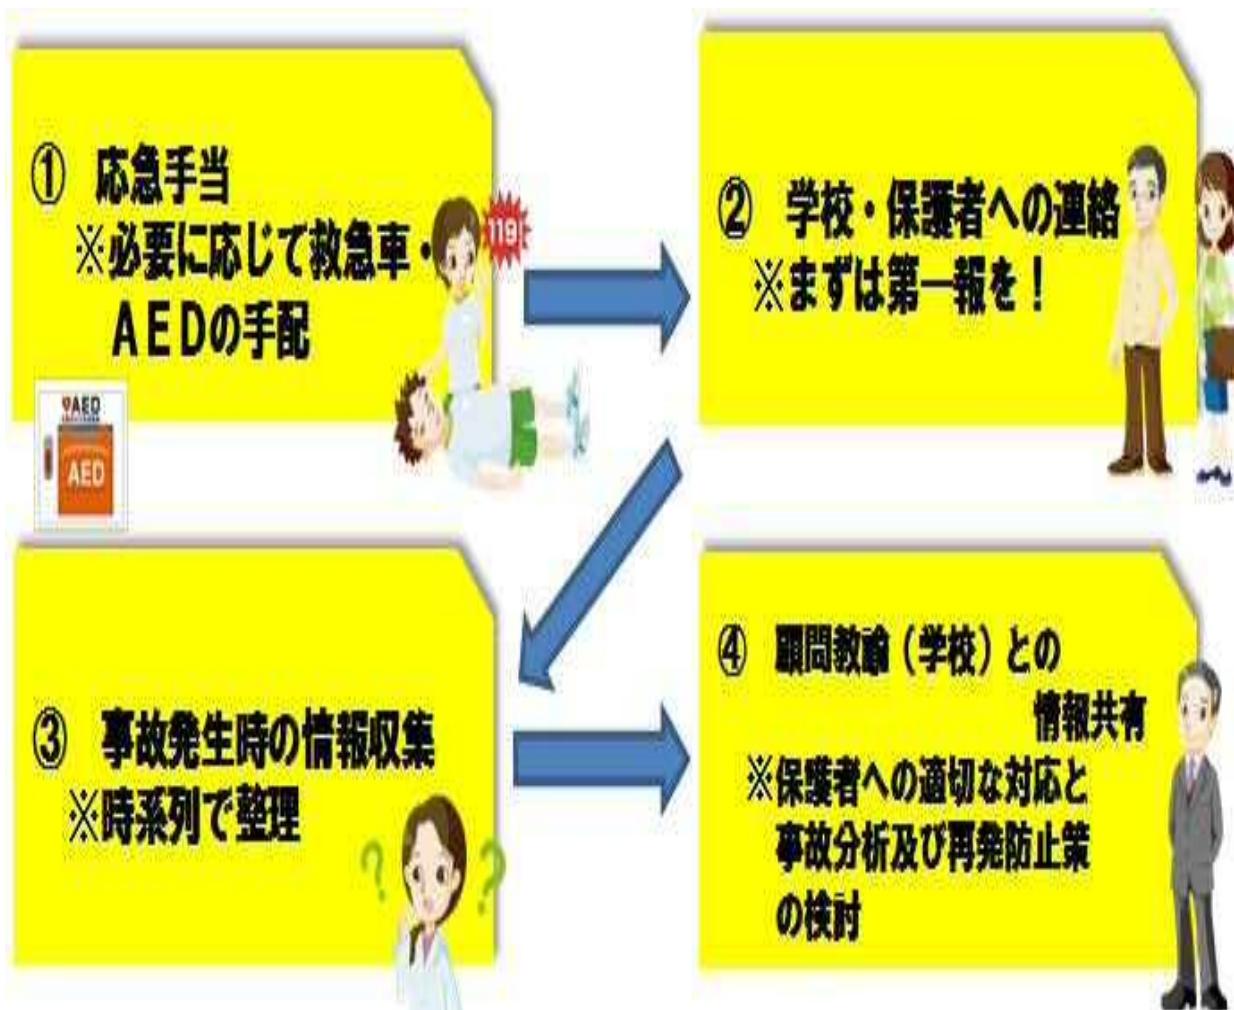 ① 応急手当
※必要に応じて救急車・
AEDの手配
119!
AED
AED
② 学校・保護者への連絡
※まずは第一報を！
③ 事故発生時の情報収集
※時系列で整理
④ 顧問教諭（学校）との
情報共有
※保護者への適切な対応と
事故分析及び再発防止策
の検討